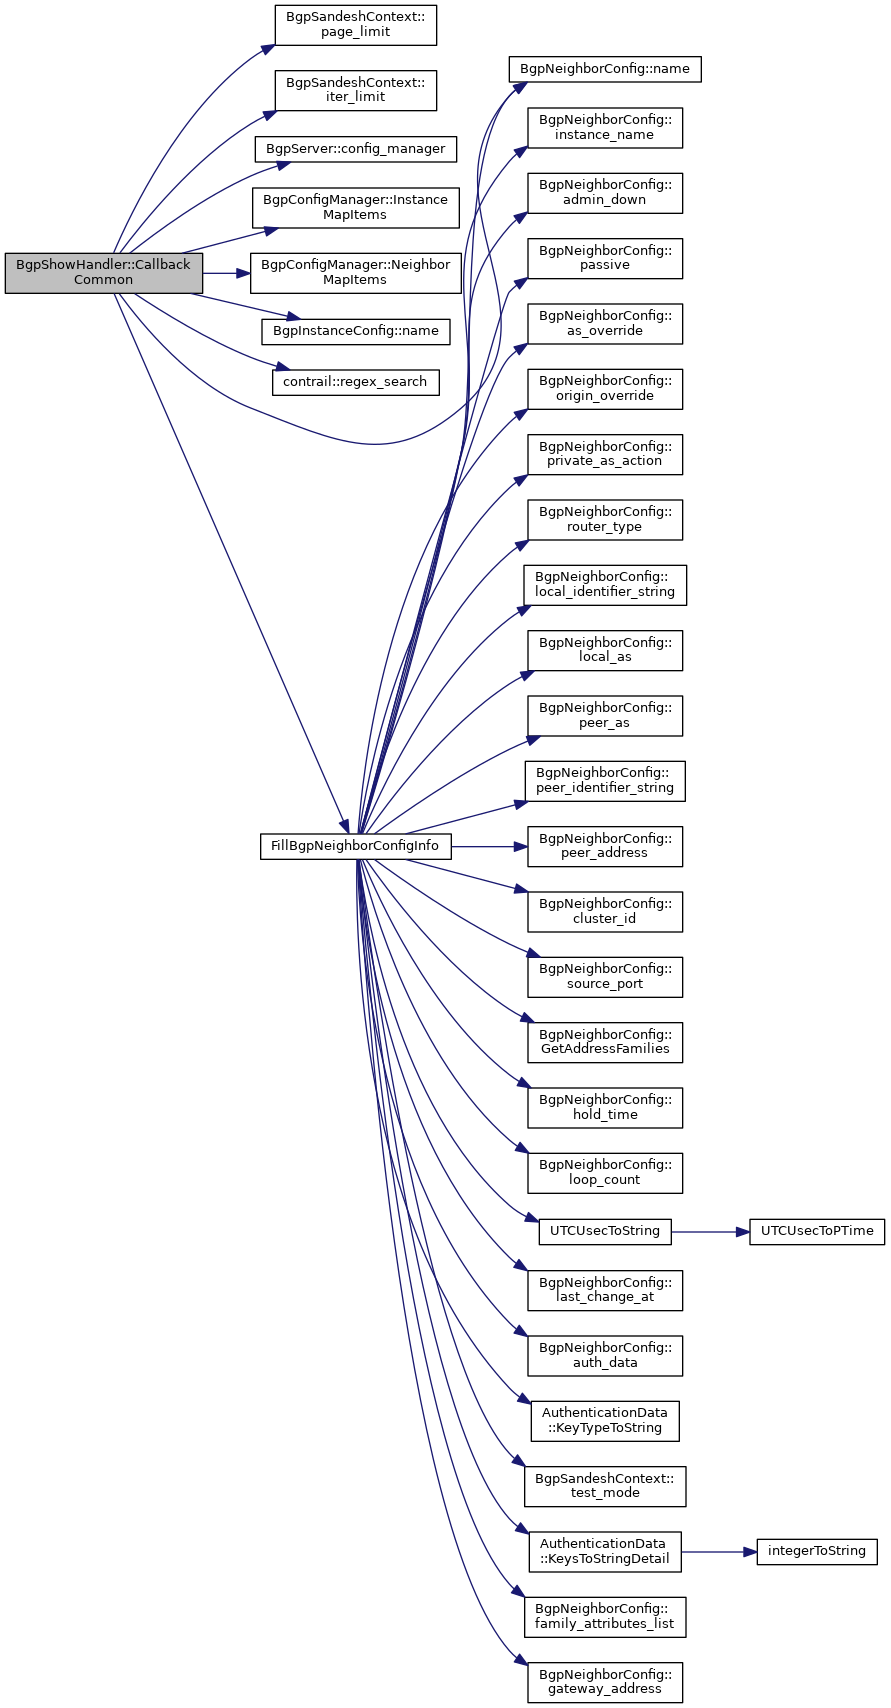 BgpShowHandler::Callback
Common
BgpSandeshContext::
page_limit
BgpSandeshContext::
iter_limit
BgpServer::config_manager
BgpConfigManager::Instance
MapItems
BgpConfigManager::Neighbor
MapItems
BgpInstanceConfig::name
contrail::regex_search
FillBgpNeighborConfigInfo
BgpNeighborConfig::name
BgpNeighborConfig::
instance_name
BgpNeighborConfig::
admin_down
BgpNeighborConfig::
passive
BgpNeighborConfig::
as_override
BgpNeighborConfig::
origin_override
BgpNeighborConfig::
private_as_action
BgpNeighborConfig::
router_type
BgpNeighborConfig::
local_identifier_string
BgpNeighborConfig::
local_as
BgpNeighborConfig::
peer_as
BgpNeighborConfig::
peer_identifier_string
BgpNeighborConfig::
peer_address
BgpNeighborConfig::
cluster_id
BgpNeighborConfig::
source_port
BgpNeighborConfig::
GetAddressFamilies
BgpNeighborConfig::
hold_time
BgpNeighborConfig::
loop_count
UTCUsecToString
UTCUsecToPTime
BgpNeighborConfig::
last_change_at
BgpNeighborConfig::
auth_data
AuthenticationData
::KeyTypeToString
BgpSandeshContext::
test_mode
AuthenticationData
::KeysToStringDetail
integerToString
BgpNeighborConfig::
family_attributes_list
BgpNeighborConfig::
gateway_address